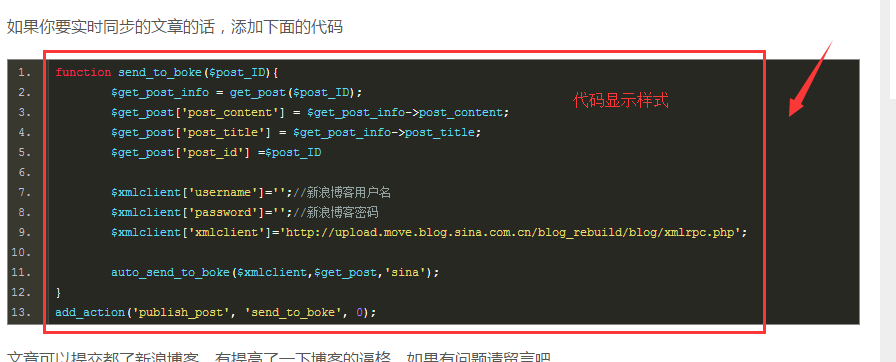 如果你要实时同步的文章的话，添加下面的代码
1. function send_to_boke($post_ID){
2. $get_post_info = get_post($post_ID);
代码显示样式
3. $get_post['post_content'] = $get_post_info->post_content;
4. $get_post['post_title'] = $get_post_info->post_title;
5. $get_post['post_id'] =$post_ID
6.
7. $xmlclient['username']='';//新浪博客用户名
8. $xmlclient['password']='';//新浪博客密码
9. $xmlclient['xmlclient']='http://upload.move.blog.sina.com.cn/blog_rebuild/blog/xmlrpc.php';
10.
11. auto_send_to_boke($xmlclient,$get_post,'sina');
12. }
13. add_action('publish_post', 'send_to_boke', 0);
文章可以提交都了新浪博客，有提高了一下博客的逼格，如果有问题请留言吧